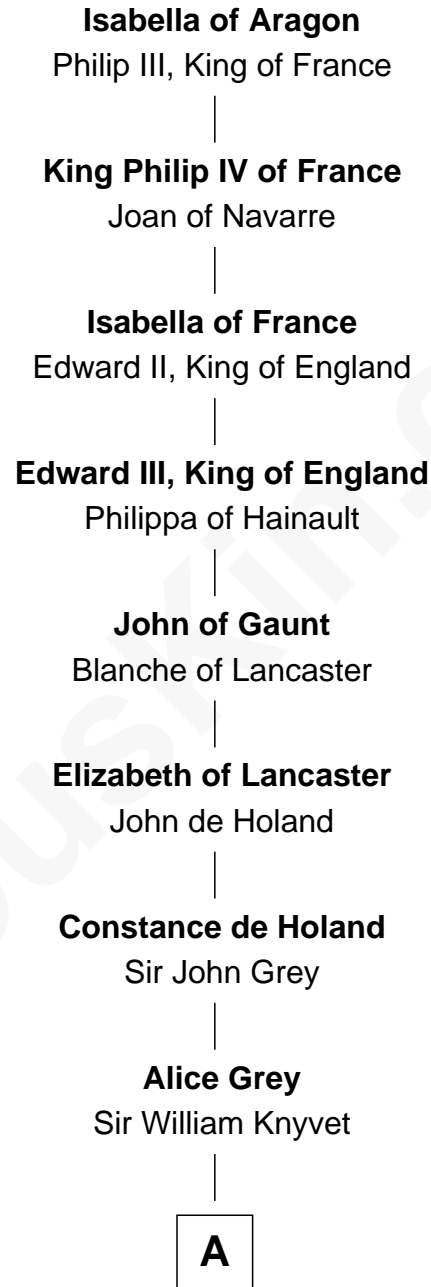 Isabella of Aragon
Philip III, King of France
King Philip IV of France
Joan of Navarre
Isabella of France
Edward II, King of England
Edward III, King of England
Philippa of Hainault
John of Gaunt
Blanche of Lancaster
Elizabeth of Lancaster
John de Holand
Constance de Holand
Sir John Grey
Alice Grey
Sir William Knyvet
A